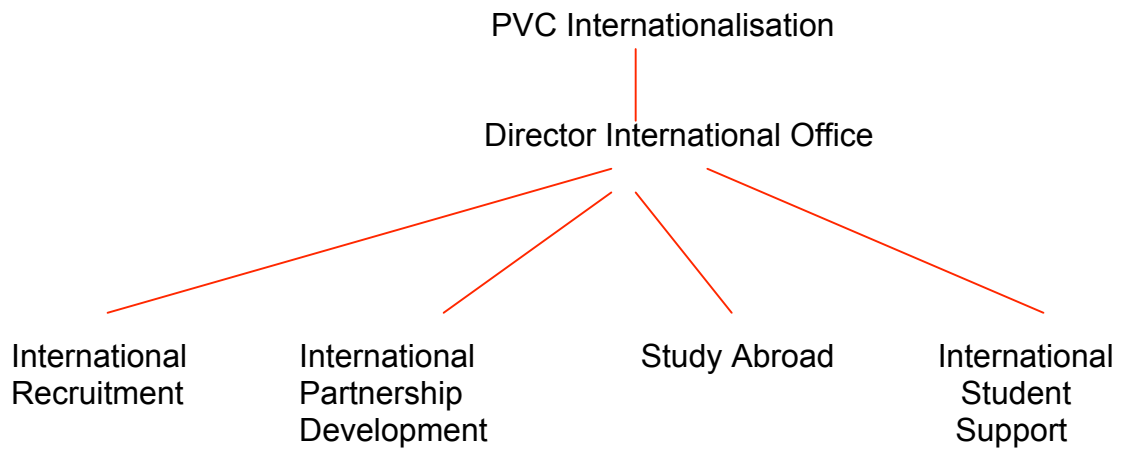 PVC Internationalisation
Director International Office
International
Recruitment
International
Partnership
Development
Study Abroad
International
Student
Support